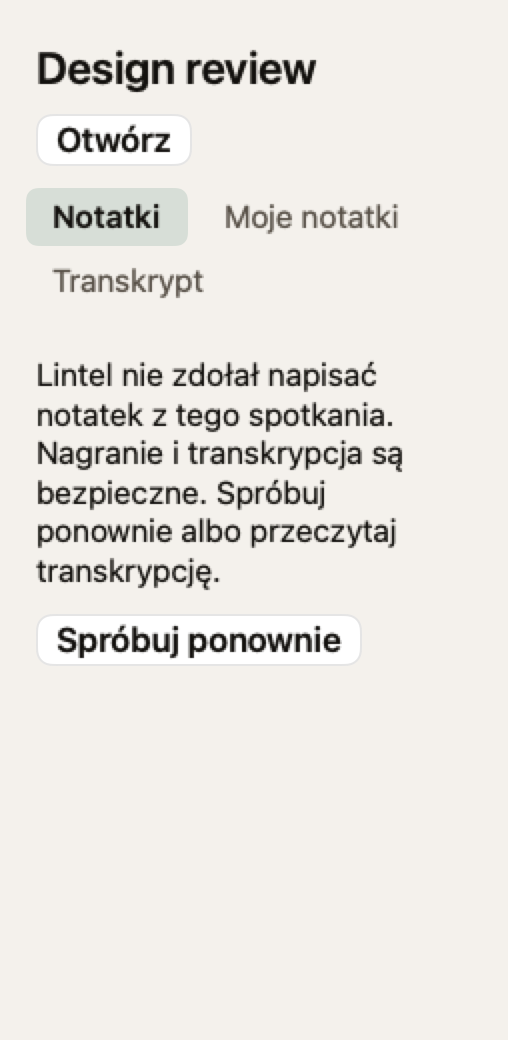 Design review
Otwórz
Notatki Moje notatki
Transkrypt
Lintel nie zdołał napisać
notatek z tego spotkania.
Nagranie i transkrypcja są
bezpieczne. Spróbuj
ponownie albo przeczytaj
transkrypcję.
Spróbuj ponownie